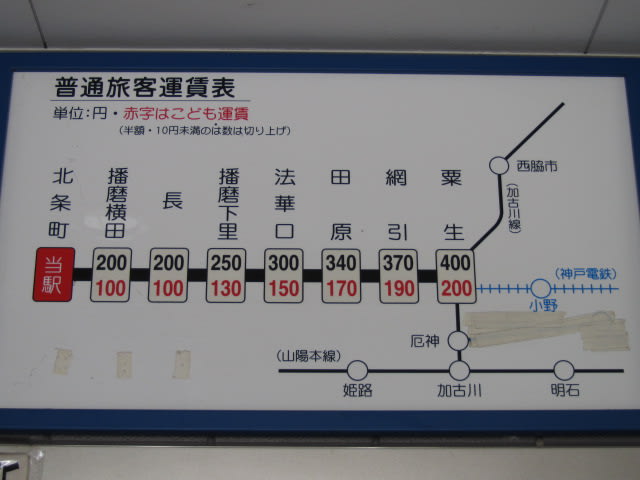 普通旅客運賃表
単位：円・赤字はこども運賃
（半額・10円未満のは数は切り上げ）
北条町
播磨横田
長
播磨下里
法華口
田原
網引
粟生
西脇市
（加古川線）
当駅
200
200
250
300
340
370
400
100
100
130
150
170
190
200
（神戸電鉄）
小野
厄神
（山陽本線）
姫路
加古川
明石